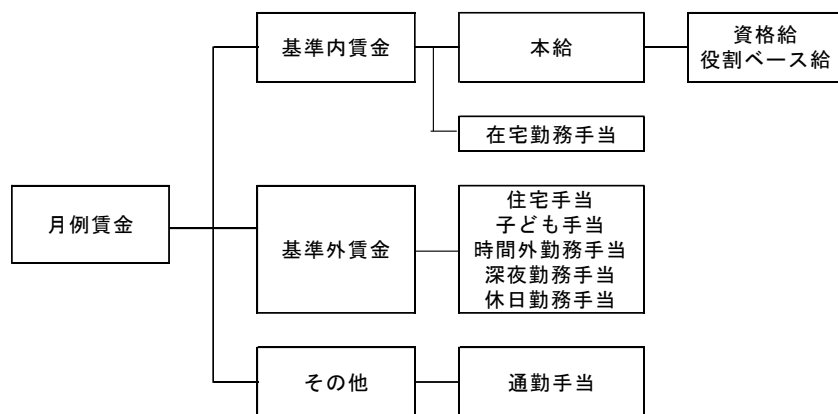 基準内賃金
本給
資格給
役割ベース給
在宅勤務手当
月例賃金
基準外賃金
住宅手当
子ども手当
時間外勤務手当
深夜勤務手当
休日勤務手当
その他
通勤手当